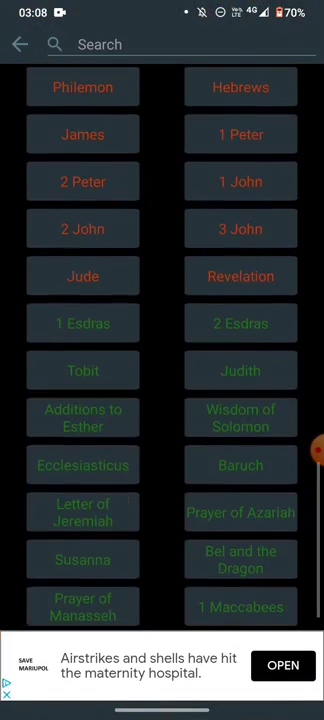 03:08
Vo LTE 4G 70%
Search
Philemon
Hebrews
James
1 Peter
2 Peter
1 John
2 John
3 John
Jude
Revelation
1 Esdras
2 Esdras
Tobit
Judith
Additions to
Esther
Wisdom of
Solomon
Ecclesiasticus
Baruch
Letter of
Jeremiah
Prayer of Azariah
Susanna
Bel and the
Dragon
Prayer of
Manasseh
1 Maccabees
SAVE
MARIUPOL
Airstrikes and shells have hit
the maternity hospital.
OPEN